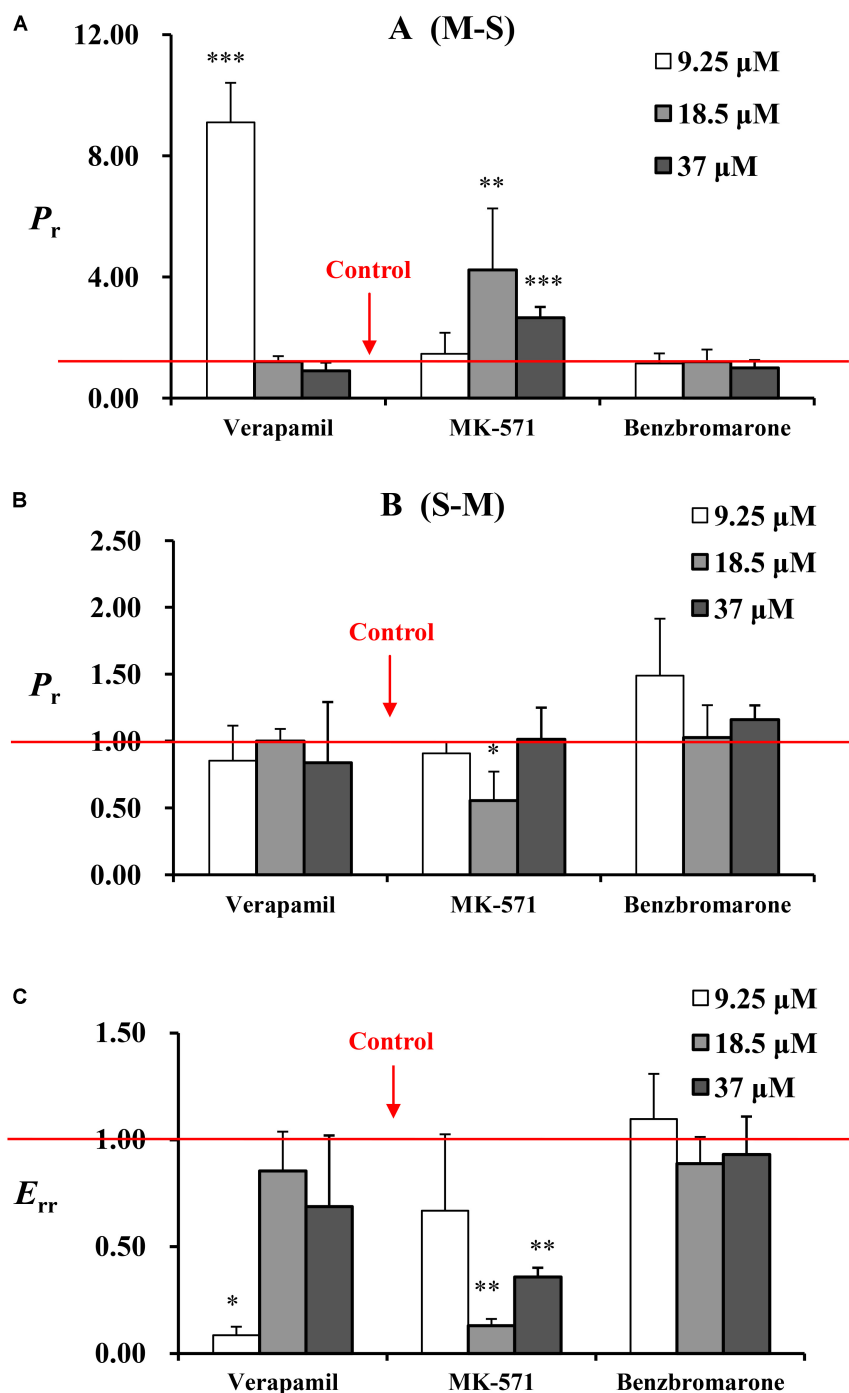 A
A (M-S)
12.00
8.00
4.00
0.00
Pr
***
**
***
9.25 µM
18.5 µM
37 µM
Control
Verapamil
MK-571
Benzbromarone
B
B (S-M)
2.50
2.00
1.50
1.00
0.50
0.00
Pr
*
9.25 µM
18.5 µM
37 µM
Control
Verapamil
MK-571
Benzbromarone
C
1.50
1.00
0.50
0.00
Err
*
**
**
9.25 µM
18.5 µM
37 µM
Control
Verapamil
MK-571
Benzbromarone